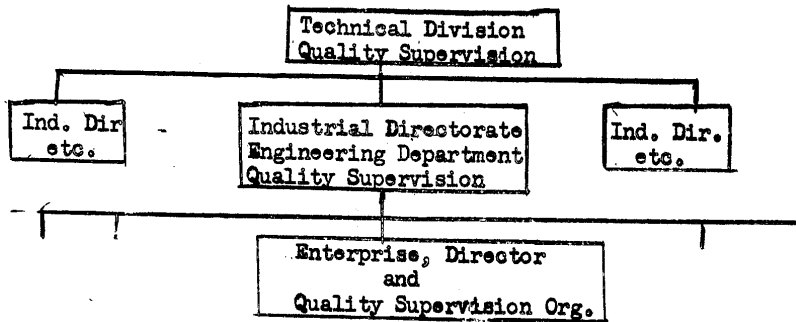 Technical Division
Quality Supervision
Ind. Dir
etc.
Industrial Directorate
Engineering Department
Quality Supervision
Ind. Dir.
etc.
Enterprise, Director
and
Quality Supervision Org.